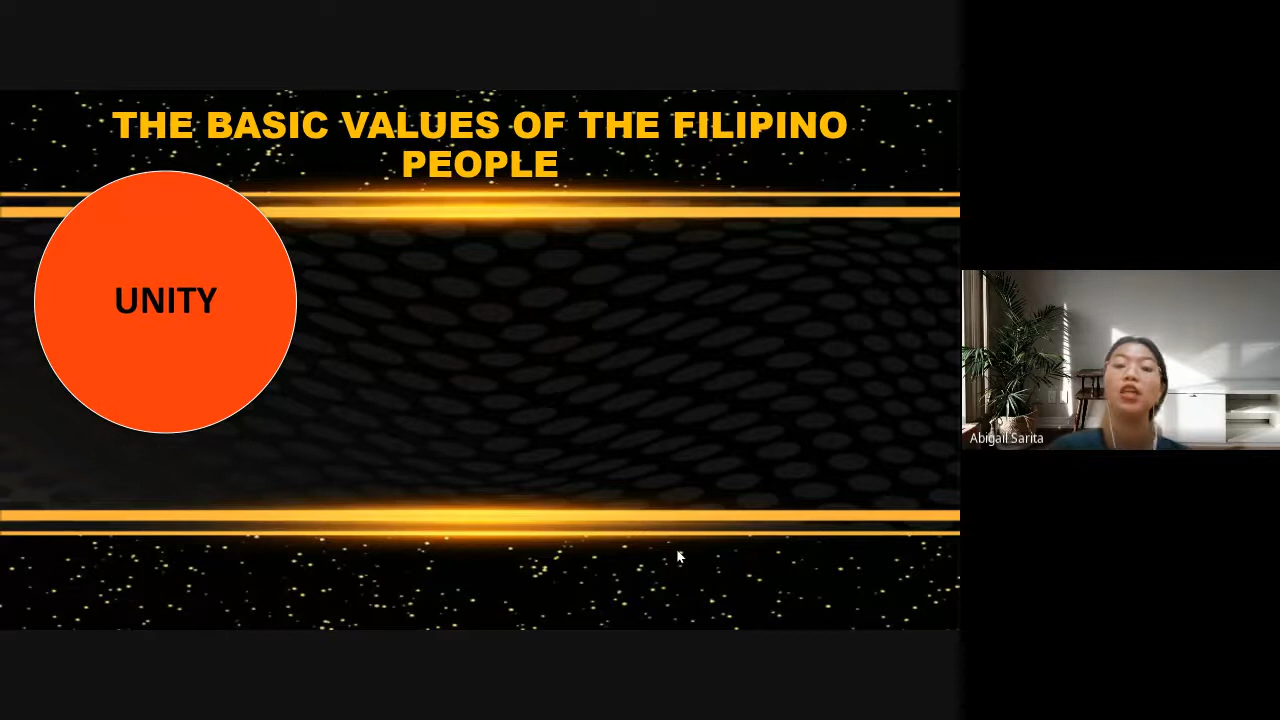 THE BASIC VALUES OF THE FILIPINO
PEOPLE
UNITY
Abigail Sarita